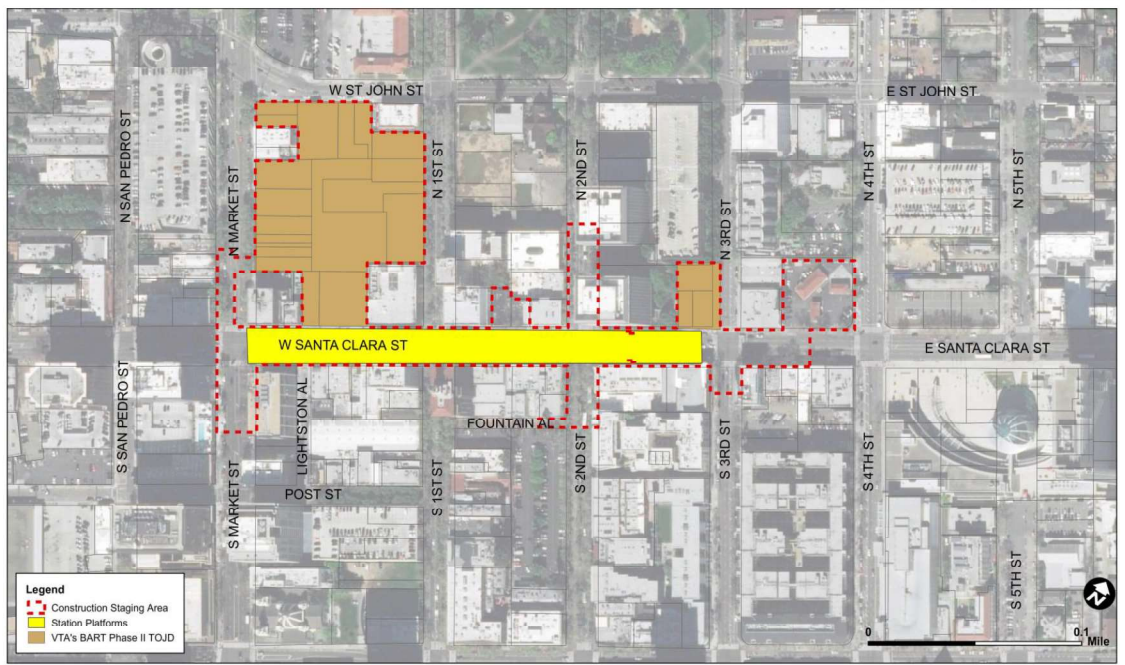 W ST JOHN ST
E ST JOHN ST
N SAN PEDRO ST
N MARKET ST
N 1ST ST
N 2ND ST
N 3RD ST
N 4TH ST
N 5TH ST
W SANTA CLARA ST
E SANTA CLARA ST
S SAN PEDRO ST
LIGHTSTON AL
FOUNTAIN AL
S MARKET ST
POST ST
S 1ST ST
S 2ND ST
S 3RD ST
S 4TH ST
S 5TH ST
Legend
Construction Staging Area
Station Platforms
VTA's BART Phase II TOJD
N
0 0.1
Mile